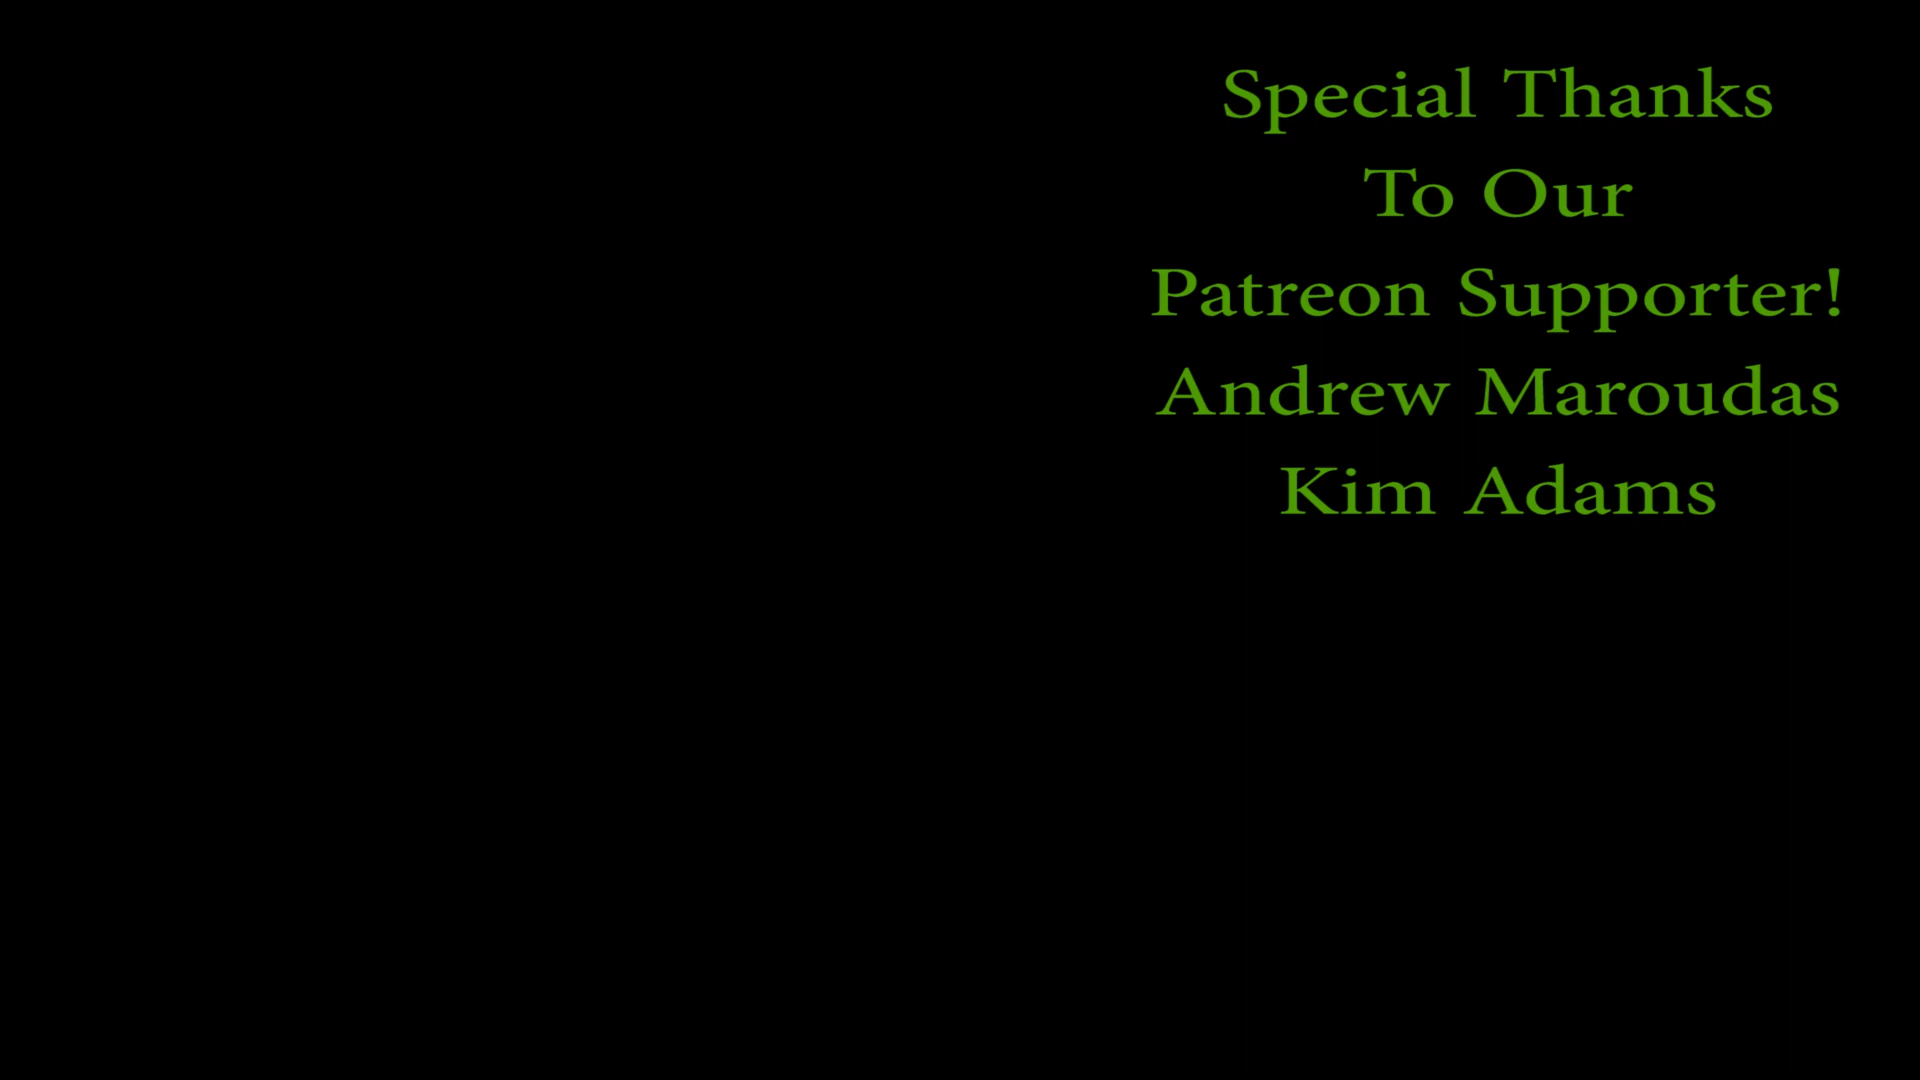 Special Thanks
To Our
Patreon Supporter!
Andrew Maroudas
Kim Adams